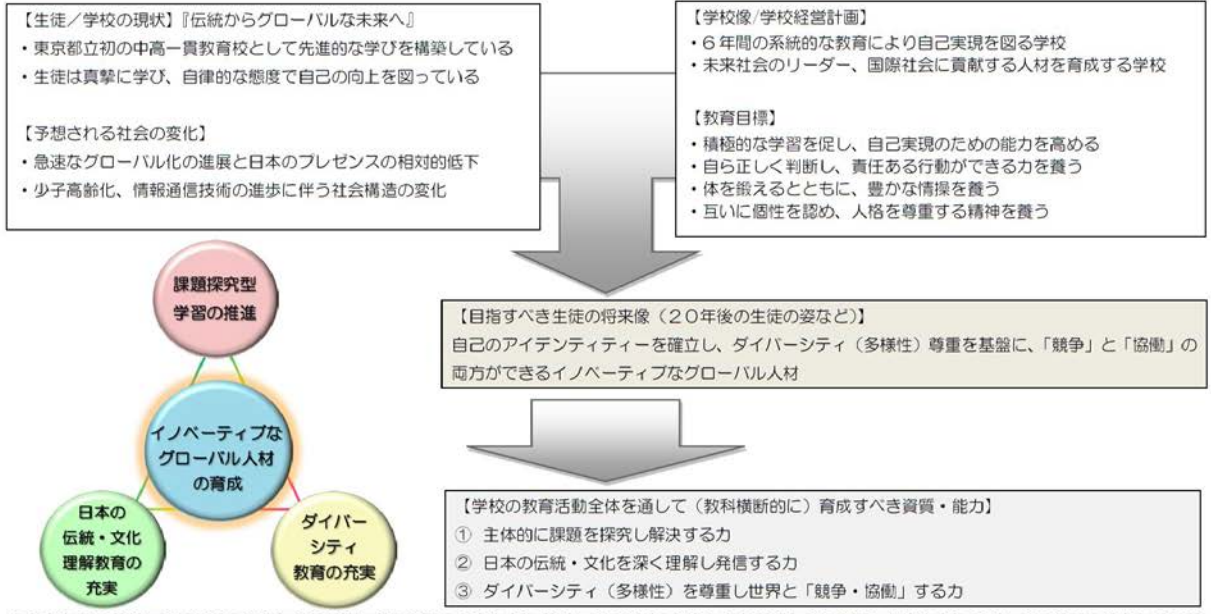 【生徒／学校の現状】『伝統からグローバルな未来へ』
・東京都立初の中高一貫教育校として先進的な学びを構築している
・生徒は真摯に学び、自律的な態度で自己の向上を図っている
【予想される社会の変化】
・急速なグローバル化の進展と日本のプレゼンスの相対的低下
・少子高齢化、情報通信技術の進歩に伴う社会構造の変化
【学校像/学校経営計画】
・６年間の系統的な教育により自己実現を図る学校
・未来社会のリーダー、国際社会に貢献する人材を育成する学校
【教育目標】
・積極的な学習を促し、自己実現のための能力を高める
・自ら正しく判断し、責任ある行動ができる力を養う
・体を鍛えるとともに、豊かな情操を養う
・互いに個性を認め、人格を尊重する精神を養う
課題探究型
学習の推進
イノベーティブな
グローバル人材
の育成
日本の
伝統・文化
理解教育の
充実
ダイバー
シティ
教育の充実
【目指すべき生徒の将来像（２０年後の生徒の姿など）】
自己のアイデンティティーを確立し、ダイバーシティ（多様性）尊重を基盤に、「競争」と「協働」の
両方ができるイノベーティブなグローバル人材
【学校の教育活動全体を通して（教科横断的に）育成すべき資質・能力】
① 主体的に課題を探究し解決する力
② 日本の伝統・文化を深く理解し発信する力
③ ダイバーシティ（多様性）を尊重し世界と「競争・協働」する力